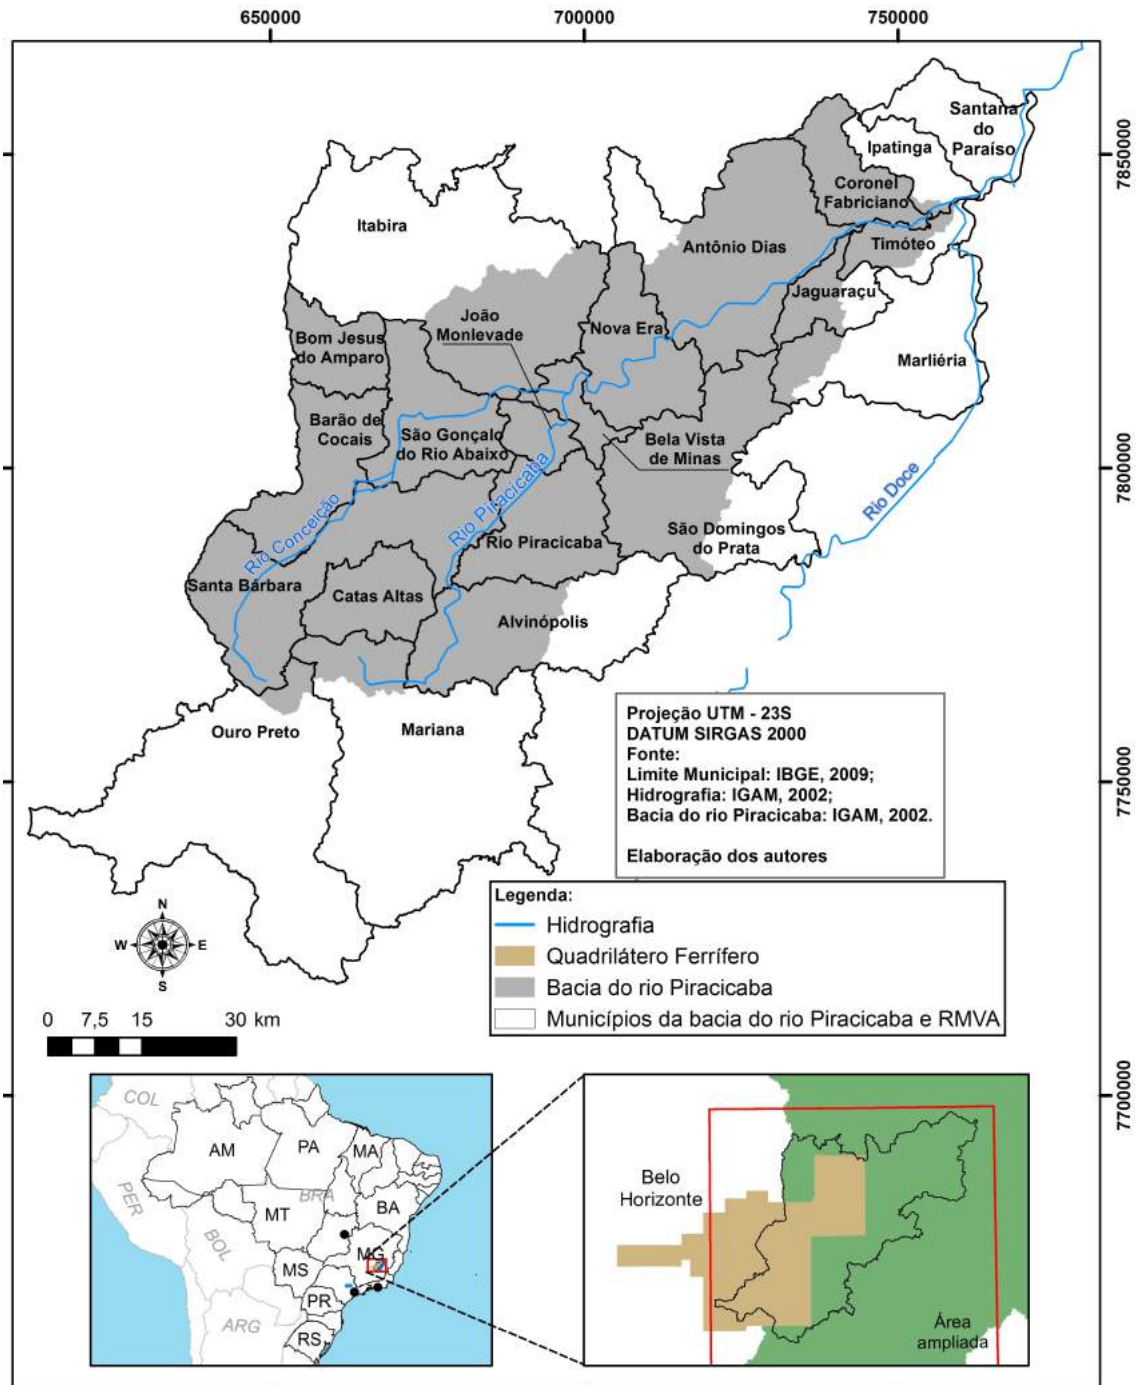 650000
700000
750000
7850000
7800000
7750000
7700000
Santana
do
Paraíso
Ipatinga
Coronel
Fabriciano
Itabira
Antônio Dias
Timóteo
Jaguaraçu
João
Monlevade
Nova Era
Bom Jesus
do Amparo
Marliéria
Barão de
Cocais
São Gonçalo
do Rio Abaixo
Bela Vista
de Minas
Rio Piracicaba
Rio Doce
Rio Conceição
São Domingos
do Prata
Rio Piracicaba
Santa Bárbara
Catas Altas
Alvinópolis
Ouro Preto
Mariana
Projeção UTM - 23S
DATUM SIRGAS 2000
Fonte:
Limite Municipal: IBGE, 2009;
Hidrografia: IGAM, 2002;
Bacia do rio Piracicaba: IGAM, 2002.
Elaboração dos autores
Legenda:
Hidrografia
Quadrilátero Ferrífero
Bacia do rio Piracicaba
Municípios da bacia do rio Piracicaba e RMVA
N
W
E
S
0 7,5 15 30 km
COL
AM
PA
MA
PER
BRA
BA
MT
BOL
MG
MS
PR
ARG
RS
Belo
Horizonte
Área
ampliada